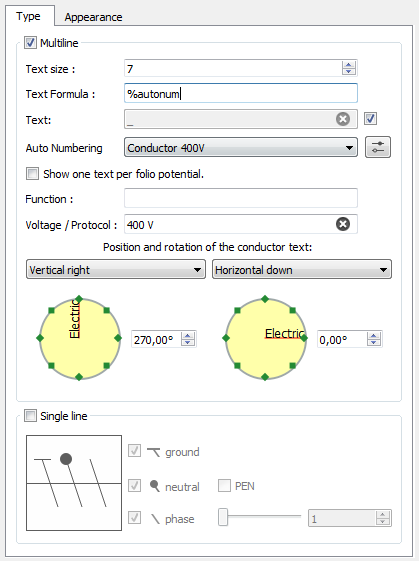 Type Appearance
Multiline
Text size : 7
Text Formula : %autonum
Text: _
Auto Numbering Conductor 400V
Show one text per folio potential.
Function :
Voltage / Protocol : 400 V
Position and rotation of the conductor text:
Vertical right Horizontal down
Electric 270,00° Electric 0,00°
Single line
ground
neutral PEN
phase 1